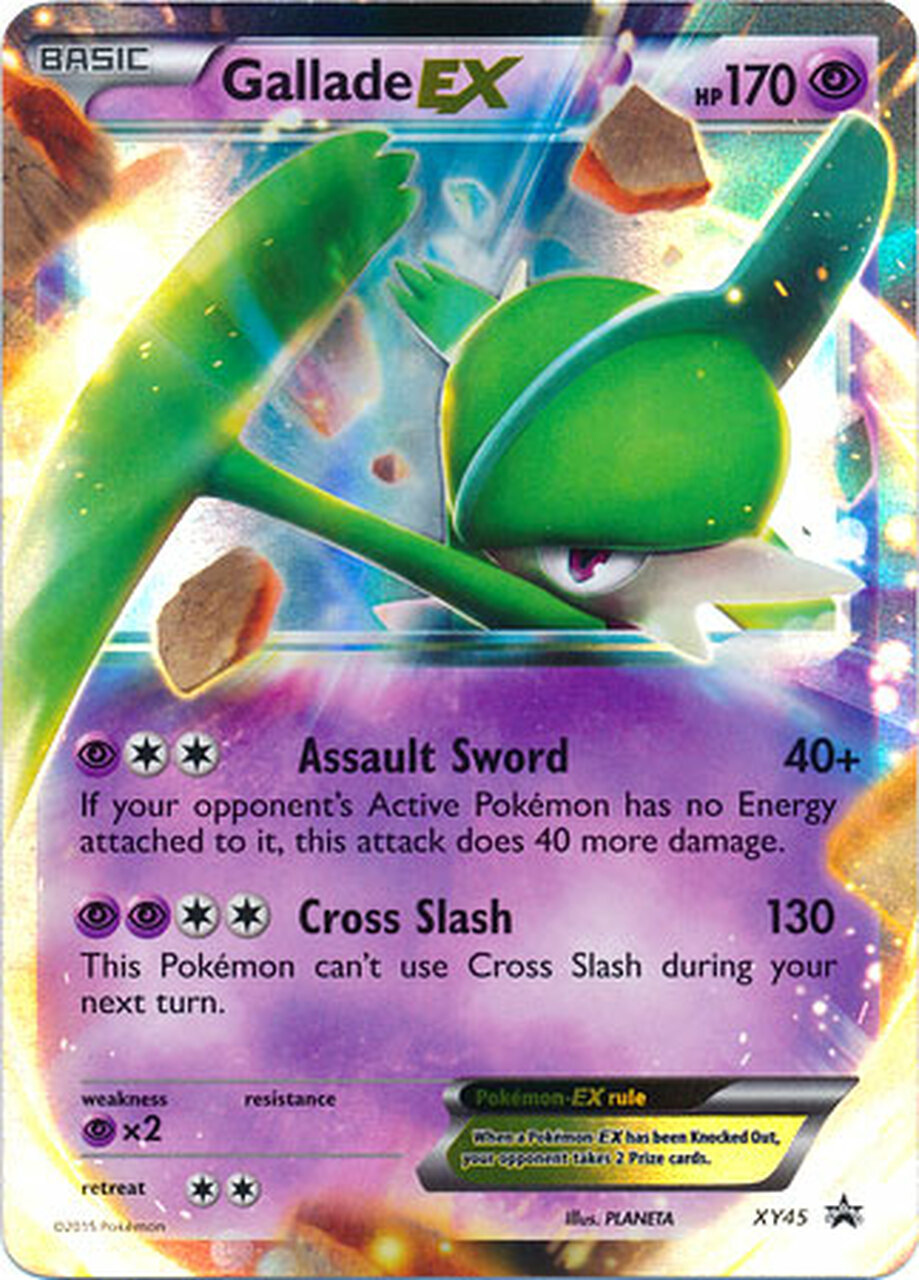 BASIC
Gallade EX HP170
Assault Sword 40+
If your opponent's Active Pokémon has no Energy
attached to it, this attack does 40 more damage.
Cross Slash 130
This Pokémon can't use Cross Slash during your
next turn.
weakness resistance
×2
Pokémon-EX rule
When a Pokémon-EX has been Knocked Out,
your opponent takes 2 Prize cards.
retreat
©2015 Pokémon
Illus. PLANETA
XY45